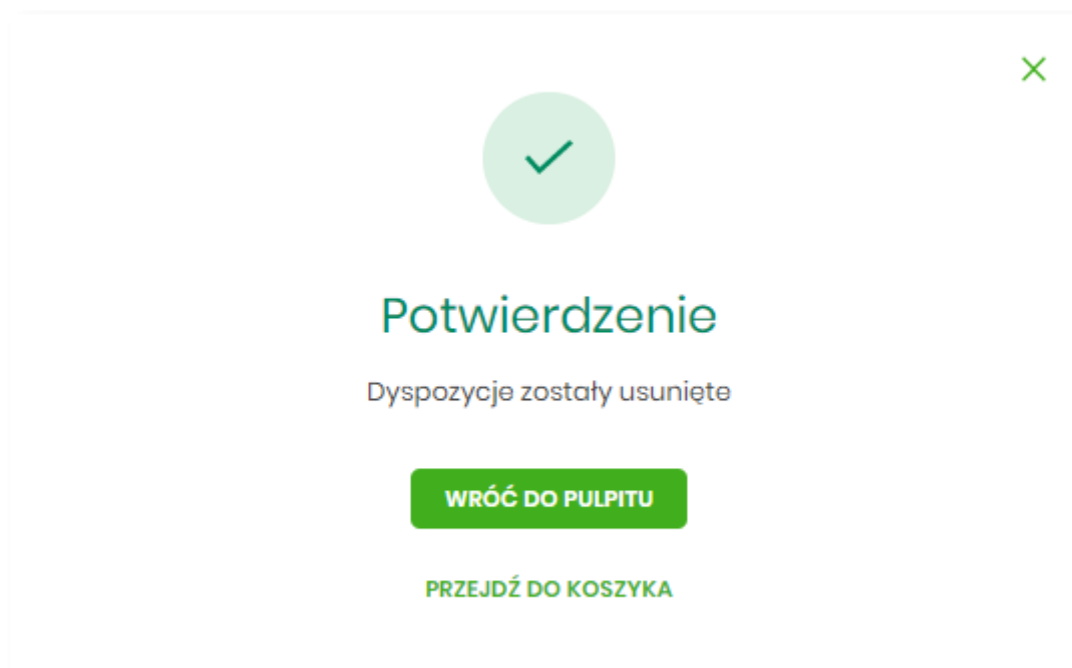 Potwierdzenie
Dyspozycje zostały usunięte
WRÓĆ DO PULPITU
PRZEJDŹ DO KOSZYKA